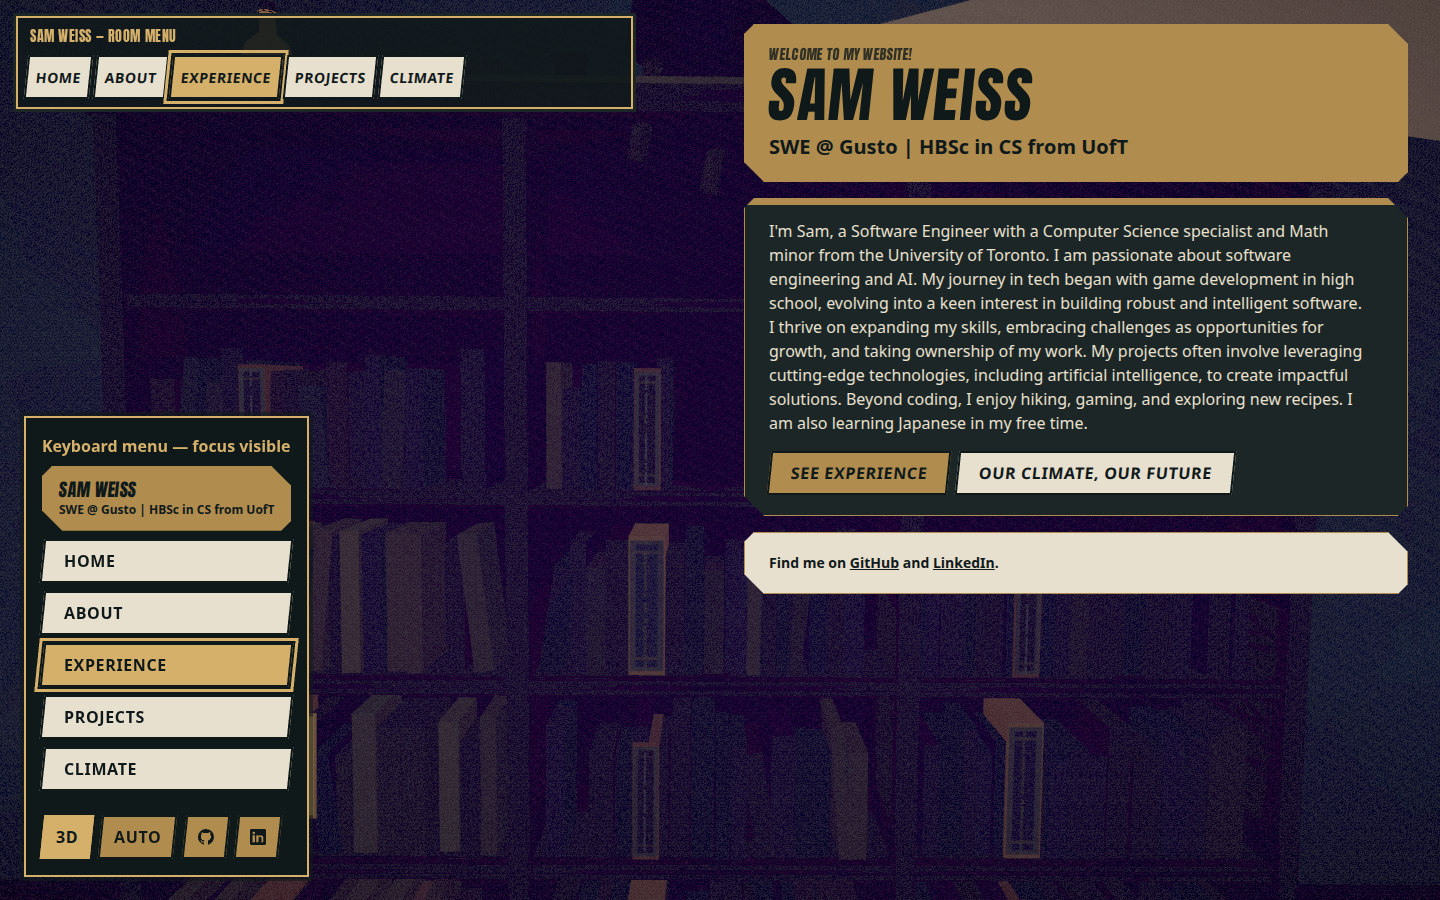 SAM WEISS — ROOM MENU
HOME ABOUT EXPERIENCE PROJECTS CLIMATE
WELCOME TO MY WEBSITE!
SAM WEISS
SWE @ Gusto | HBSc in CS from UofT
I'm Sam, a Software Engineer with a Computer Science specialist and Math
minor from the University of Toronto. I am passionate about software
engineering and AI. My journey in tech began with game development in high
school, evolving into a keen interest in building robust and intelligent software.
I thrive on expanding my skills, embracing challenges as opportunities for
growth, and taking ownership of my work. My projects often involve leveraging
cutting-edge technologies, including artificial intelligence, to create impactful
solutions. Beyond coding, I enjoy hiking, gaming, and exploring new recipes. I
am also learning Japanese in my free time.
SEE EXPERIENCE OUR CLIMATE, OUR FUTURE
Find me on GitHub and LinkedIn.
Keyboard menu — focus visible
SAM WEISS
SWE @ Gusto | HBSc in CS from UofT
HOME
ABOUT
EXPERIENCE
PROJECTS
CLIMATE
3D AUTO